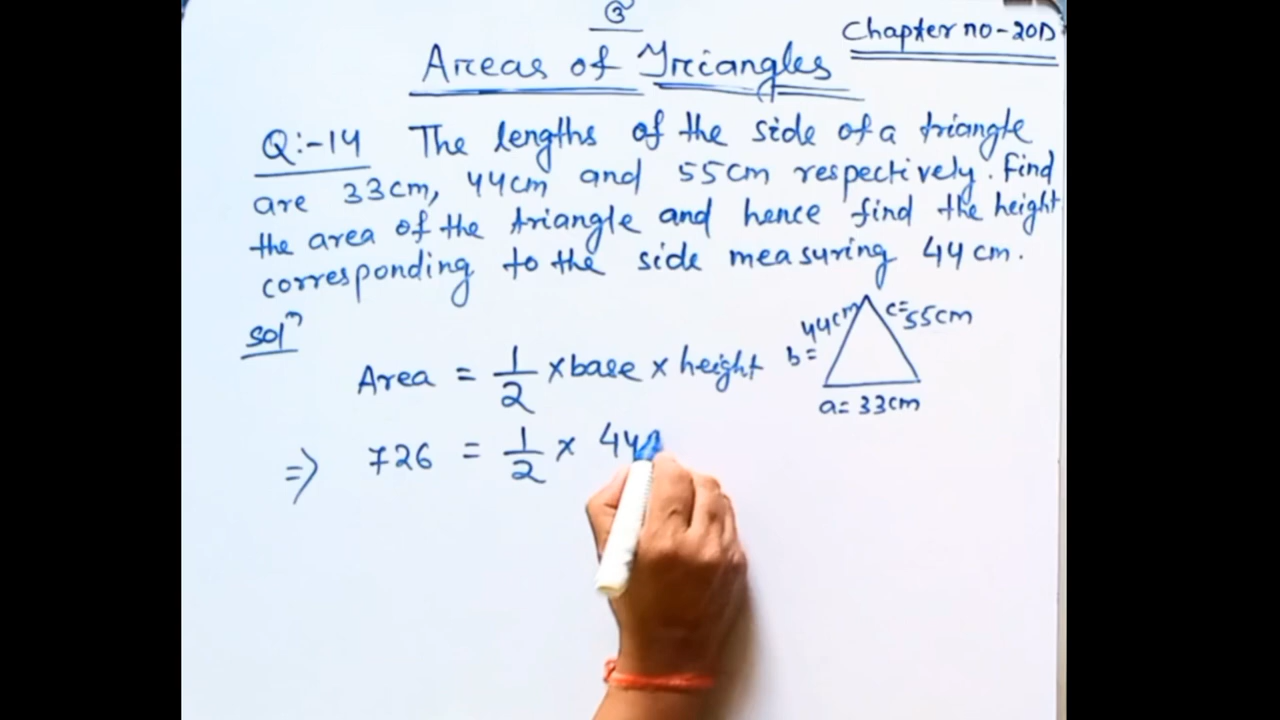 ③
Chapter no-20D
Areas of Triangles
Q:-14 The lengths of the side of a triangle
are 33cm, 44cm and 55cm respectively. Find
the area of the triangle and hence find the height
corresponding to the side measuring 44 cm.
Solⁿ
Area = 1/2 × base × height
b = 44cm
c = 55cm
a = 33cm
⇒ 726 = 1/2 × 44